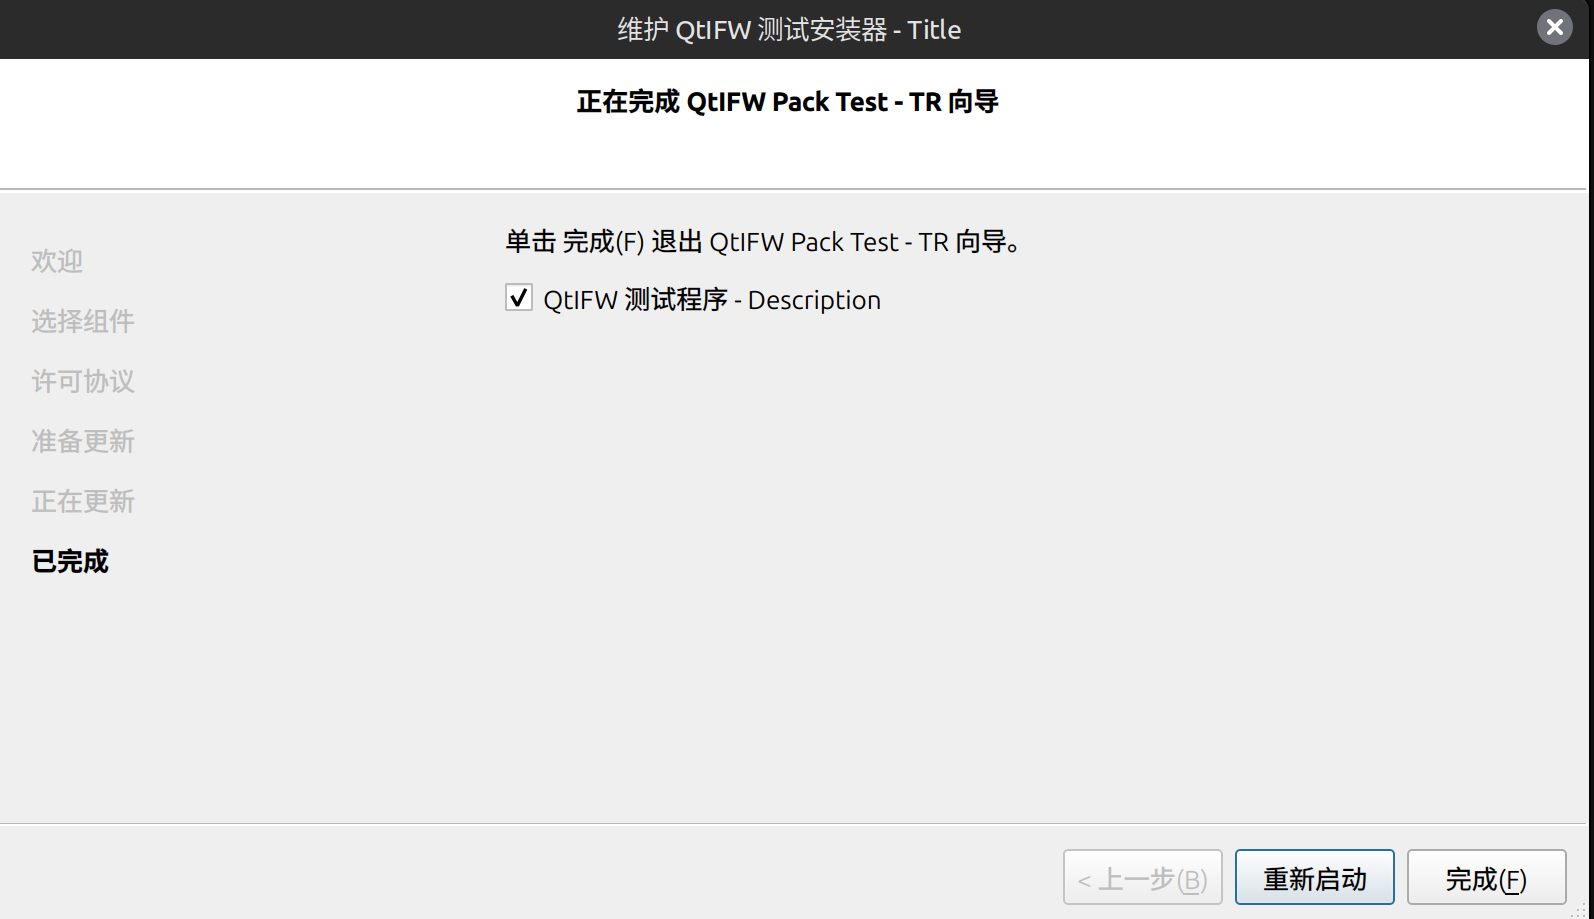 维护 QtIFW 测试安装器 - Title
正在完成 QtIFW Pack Test - TR 向导
欢迎
选择组件
许可协议
准备更新
正在更新
已完成
单击 完成(F) 退出 QtIFW Pack Test - TR 向导。
QtIFW 测试程序 - Description
< 上一步(B)
重新启动
完成(F)